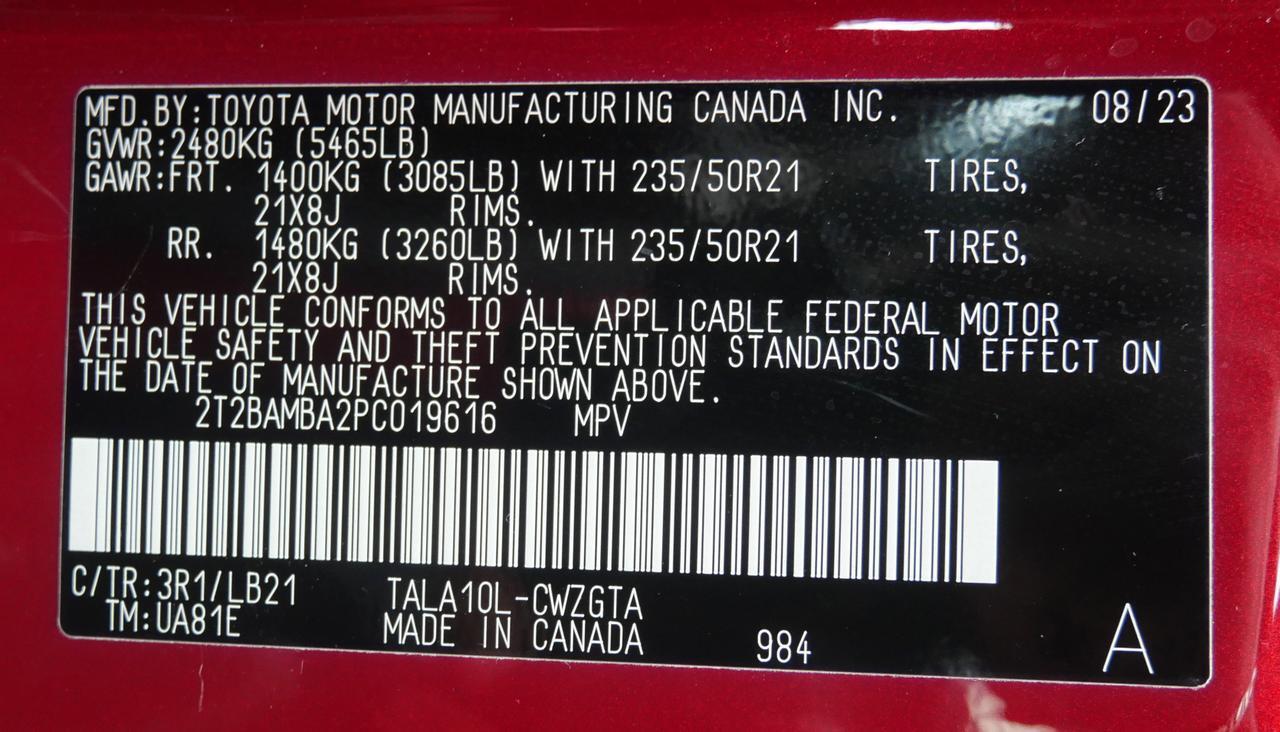 MFD.BY:TOYOTA MOTOR MANUFACTURING CANADA INC. 08/23
GVWR:2480KG (5465LB)
GAWR:FRT. 1400KG (3085LB) WITH 235/50R21 TIRES,
21X8J RIMS.
RR. 1480KG (3260LB) WITH 235/50R21 TIRES,
21X8J RIMS.
THIS VEHICLE CONFORMS TO ALL APPLICABLE FEDERAL MOTOR
VEHICLE SAFETY AND THEFT PREVENTION STANDARDS IN EFFECT ON
THE DATE OF MANUFACTURE SHOWN ABOVE.
2T2BAMBA2PC019616 MPV
C/TR:3R1/LB21 TALA10L-CWZGTA
TM:UA81E MADE IN CANADA 984 A